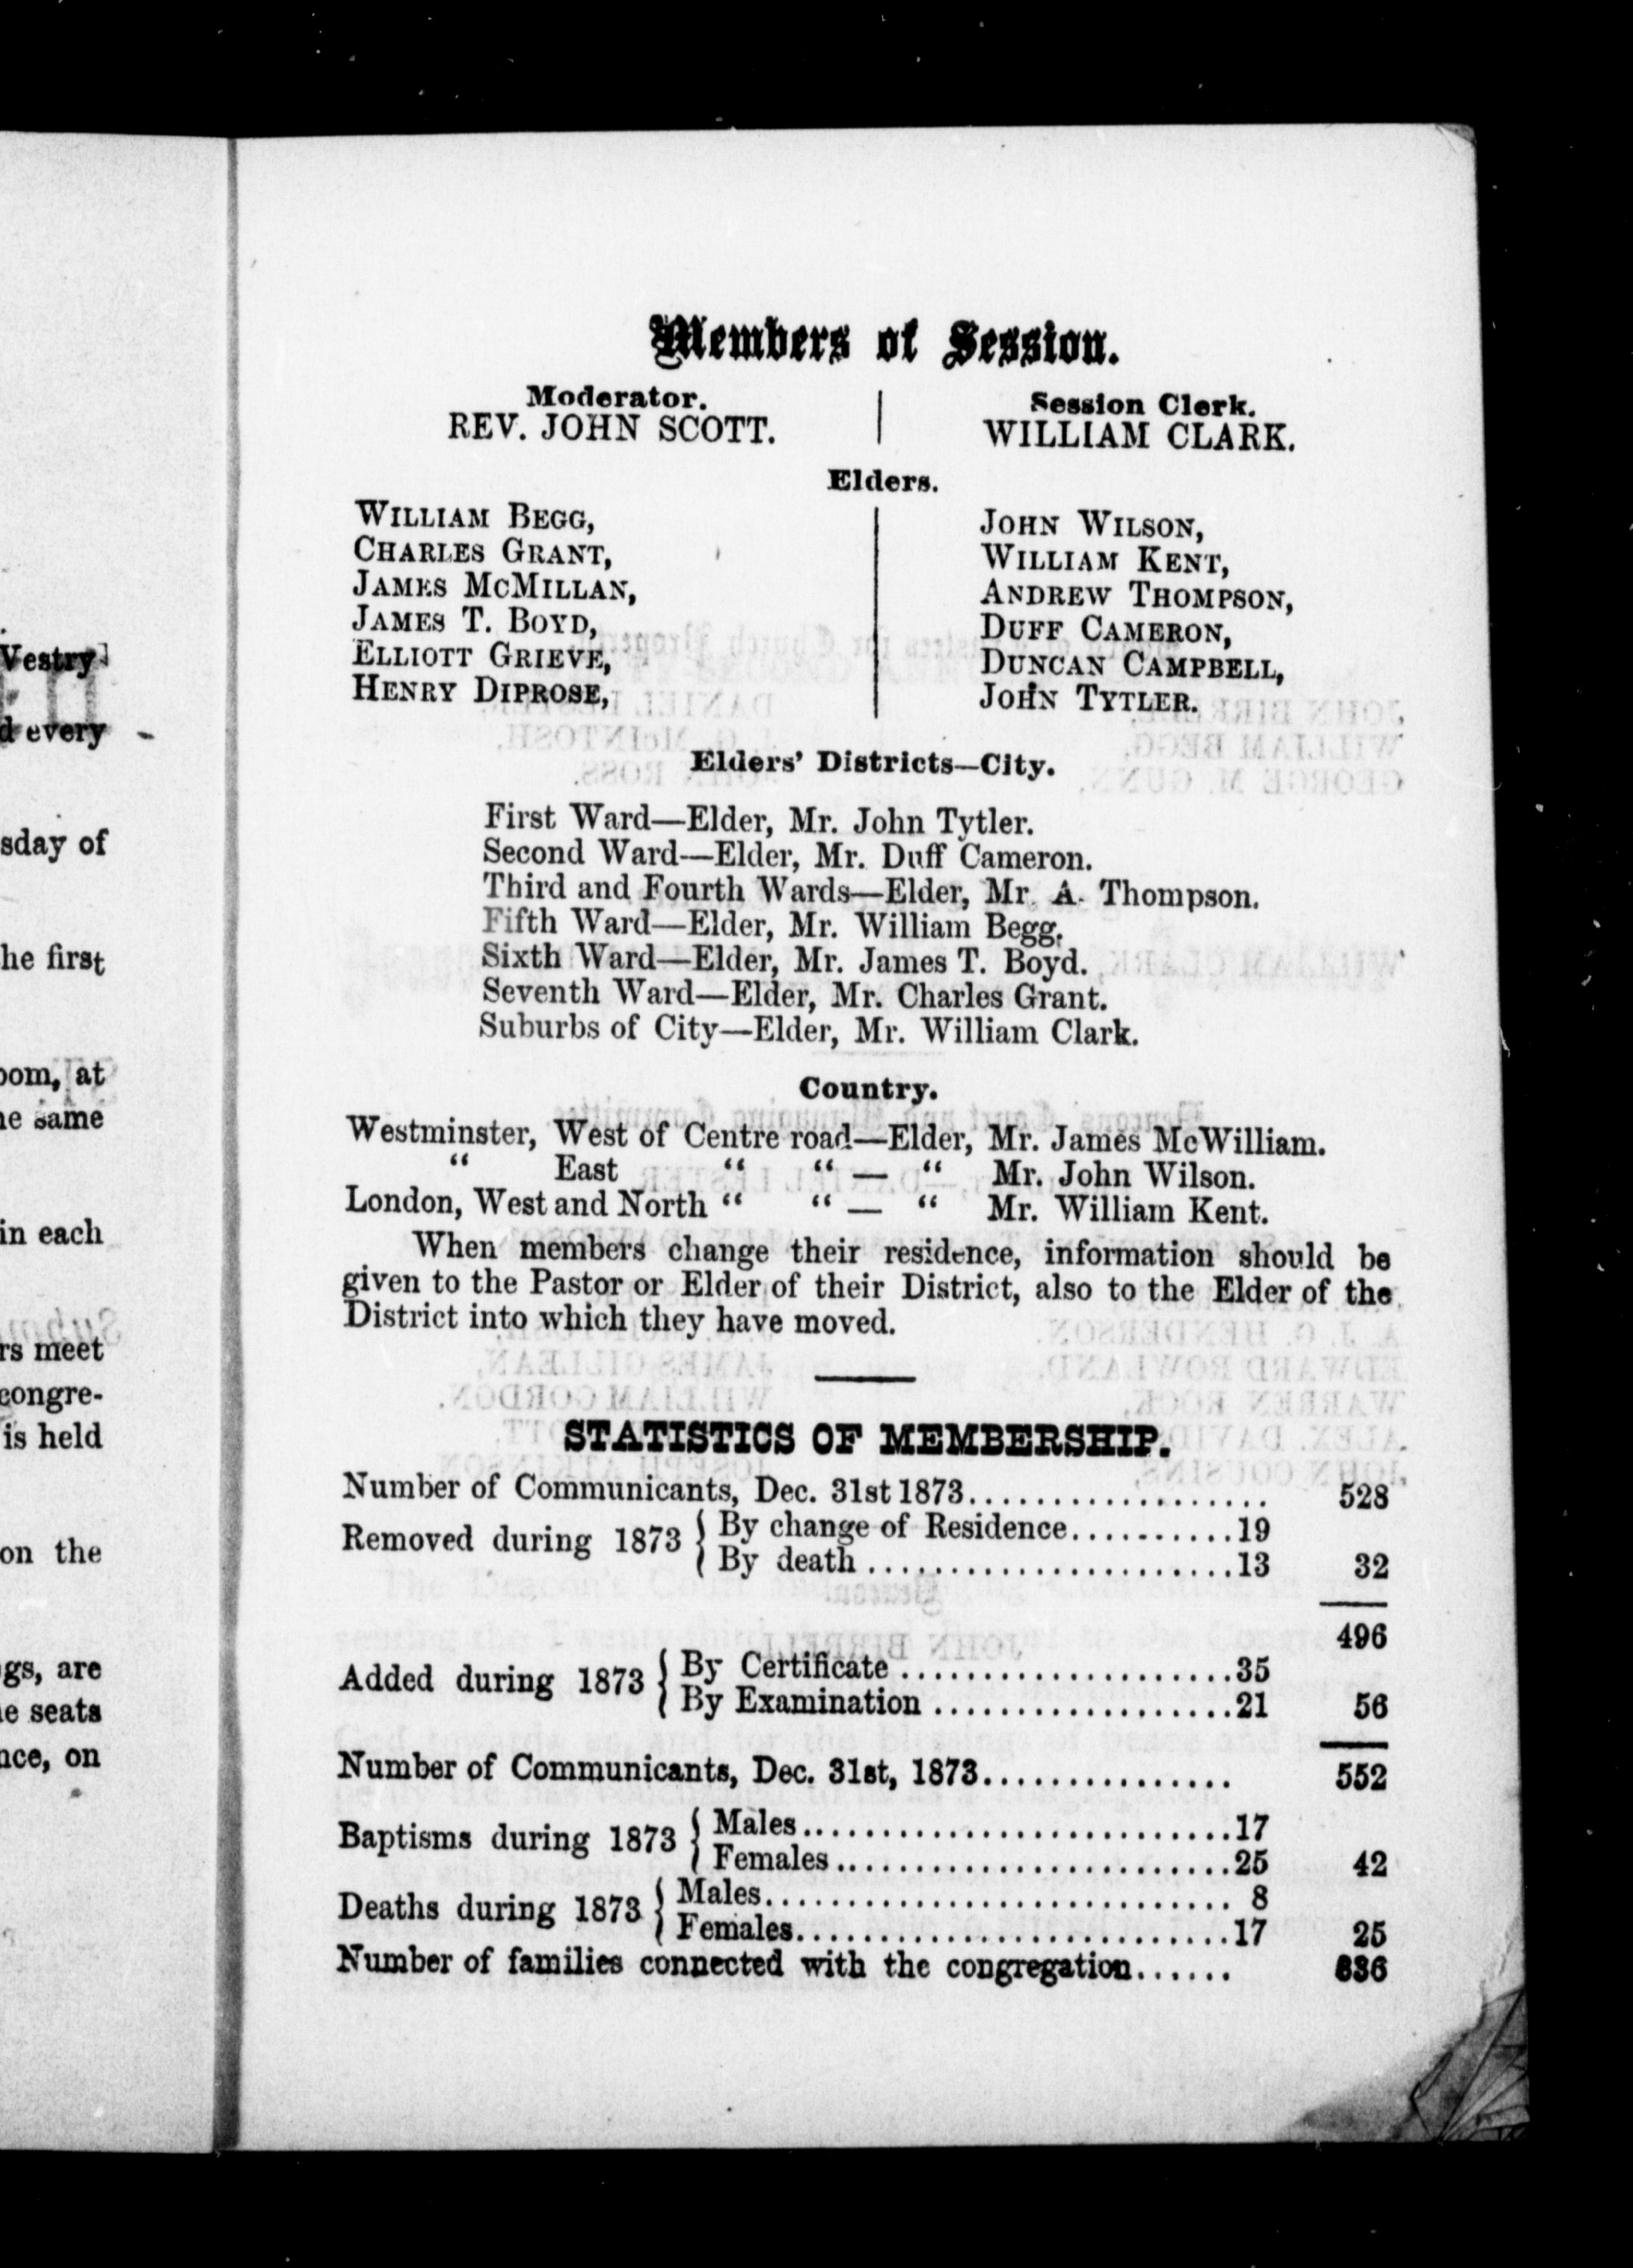 Vestry
d every
sday of
he first
oom, at
he same
in each
rs meet
congre-
is held
on the
gs, are
e seats
nce, on
Members of Session.
Moderator.
REV. JOHN SCOTT.
Session Clerk.
WILLIAM CLARK.
Elders.
WILLIAM BEGG,
CHARLES GRANT,
JAMES MCMILLAN,
JAMES T. BOYD,
ELLIOTT GRIEVE,
HENRY DIPROSE,
JOHN WILSON,
WILLIAM KENT,
ANDREW THOMPSON,
DUFF CAMERON,
DUNCAN CAMPBELL,
JOHN TYTLER.
Elders' Districts—City.
First Ward—Elder, Mr. John Tytler.
Second Ward—Elder, Mr. Duff Cameron.
Third and Fourth Wards—Elder, Mr. A. Thompson.
Fifth Ward—Elder, Mr. William Begg.
Sixth Ward—Elder, Mr. James T. Boyd.
Seventh Ward—Elder, Mr. Charles Grant.
Suburbs of City—Elder, Mr. William Clark.
Country.
Westminster, West of Centre road—Elder, Mr. James McWilliam.
“ East “ “ — “ Mr. John Wilson.
London, West and North “ “ — “ Mr. William Kent.
When members change their residence, information should be
given to the Pastor or Elder of their District, also to the Elder of the
District into which they have moved.
STATISTICS OF MEMBERSHIP.
Number of Communicants, Dec. 31st 1873.................. 528
Removed during 1873 { By change of Residence..........19
By death ......................13 32
496
Added during 1873 { By Certificate ....................35
By Examination ..................21 56
Number of Communicants, Dec. 31st, 1873............... 552
Baptisms during 1873 { Males..........................17
Females........................25 42
Deaths during 1873 { Males............................ 8
Females..........................17 25
Number of families connected with the congregation......